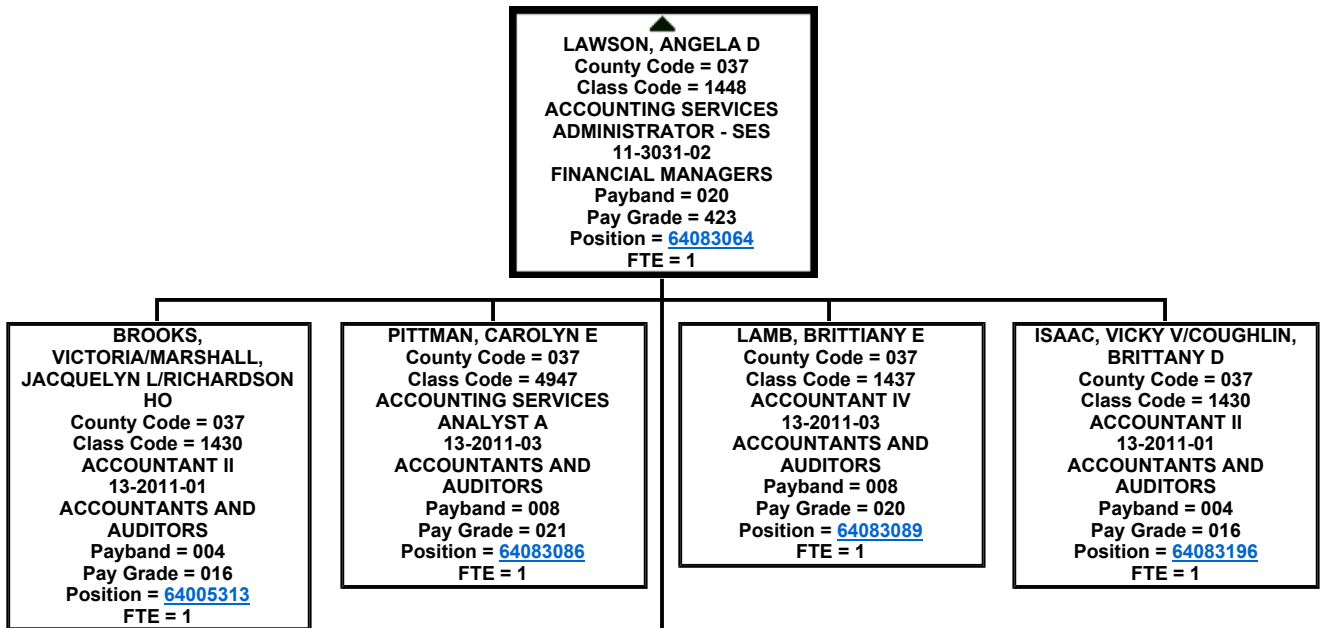 LAWSON, ANGELA D
County Code = 037
Class Code = 1448
ACCOUNTING SERVICES
ADMINISTRATOR - SES
11-3031-02
FINANCIAL MANAGERS
Payband = 020
Pay Grade = 423
Position = 64083064
FTE = 1
BROOKS,
VICTORIA/MARSHALL,
JACQUELYN L/RICHARDSON
HO
County Code = 037
Class Code = 1430
ACCOUNTANT II
13-2011-01
ACCOUNTANTS AND
AUDITORS
Payband = 004
Pay Grade = 016
Position = 64005313
FTE = 1
PITTMAN, CAROLYN E
County Code = 037
Class Code = 4947
ACCOUNTING SERVICES
ANALYST A
13-2011-03
ACCOUNTANTS AND
AUDITORS
Payband = 008
Pay Grade = 021
Position = 64083086
FTE = 1
LAMB, BRITTIANY E
County Code = 037
Class Code = 1437
ACCOUNTANT IV
13-2011-03
ACCOUNTANTS AND
AUDITORS
Payband = 008
Pay Grade = 020
Position = 64083089
FTE = 1
ISAAC, VICKY V/COUGHLIN,
BRITTANY D
County Code = 037
Class Code = 1430
ACCOUNTANT II
13-2011-01
ACCOUNTANTS AND
AUDITORS
Payband = 004
Pay Grade = 016
Position = 64083196
FTE = 1